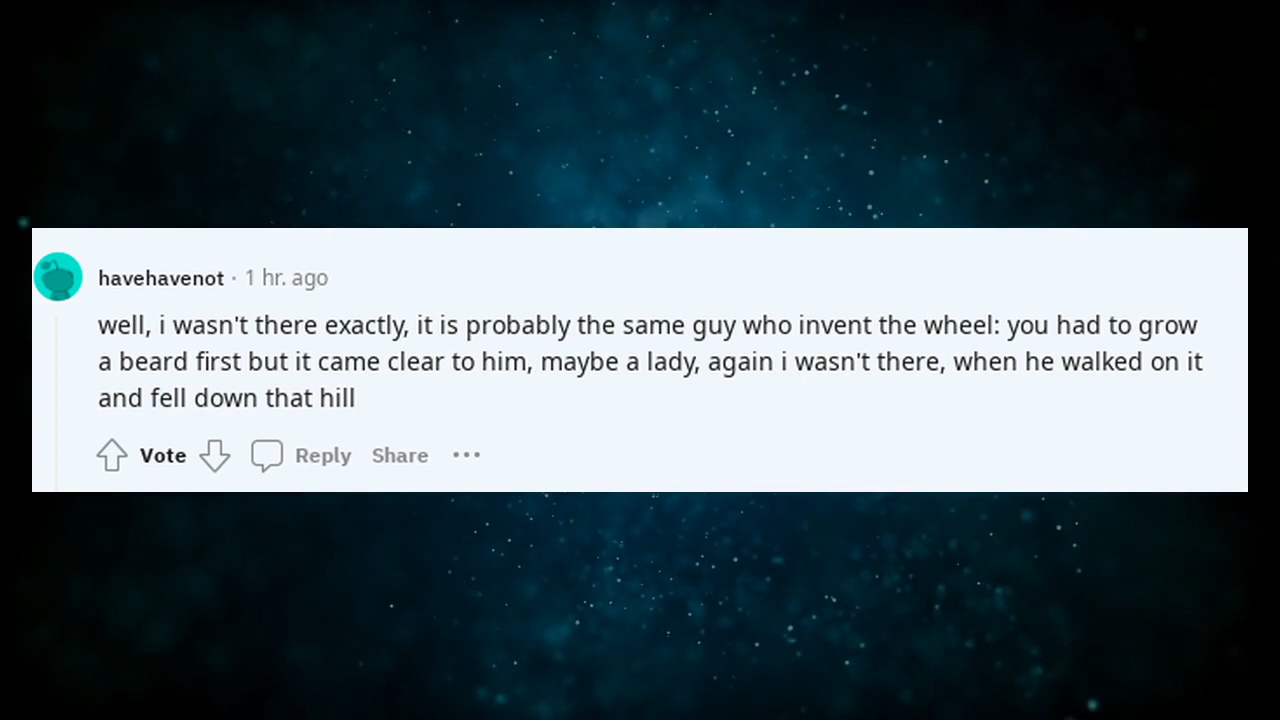 havehavenot · 1 hr. ago
well, i wasn't there exactly, it is probably the same guy who invent the wheel: you had to grow
a beard first but it came clear to him, maybe a lady, again i wasn't there, when he walked on it
and fell down that hill
Vote Reply Share •••